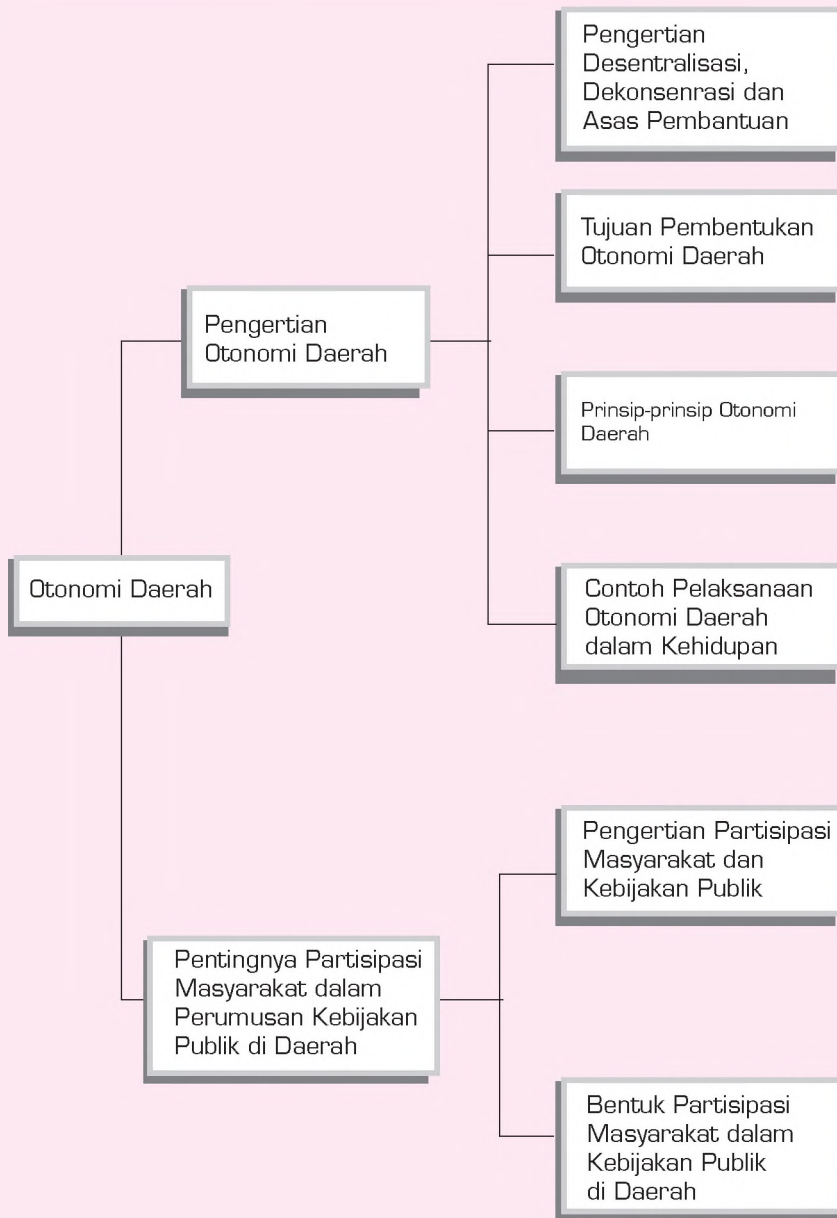 Pengertian
Desentralisasi,
Dekonsenrasi dan
Asas Pembantuan
Tujuan Pembentukan
Otonomi Daerah
Pengertian
Otonomi Daerah
Prinsip-prinsip Otonomi
Daerah
Otonomi Daerah
Contoh Pelaksanaan
Otonomi Daerah
dalam Kehidupan
Pengertian Partisipasi
Masyarakat dan
Kebijakan Publik
Pentingnya Partisipasi
Masyarakat dalam
Perumusan Kebijakan
Publik di Daerah
Bentuk Partisipasi
Masyarakat dalam
Kebijakan Publik
di Daerah